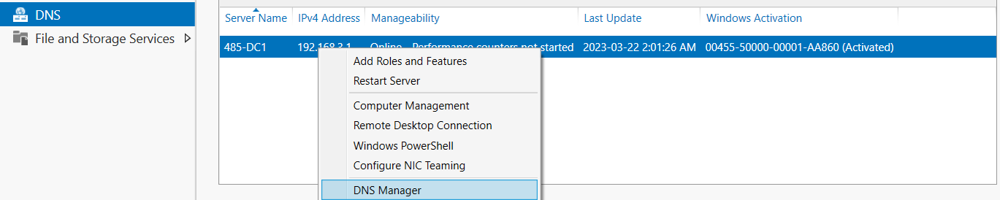 DNS
File and Storage Services
Server Name IPv4 Address Manageability Last Update Windows Activation
485-DC1 192.168.3.1 Online - Performance counters not started 2023-03-22 2:01:26 AM 00455-50000-00001-AA860 (Activated)
Add Roles and Features
Restart Server
Computer Management
Remote Desktop Connection
Windows PowerShell
Configure NIC Teaming
DNS Manager